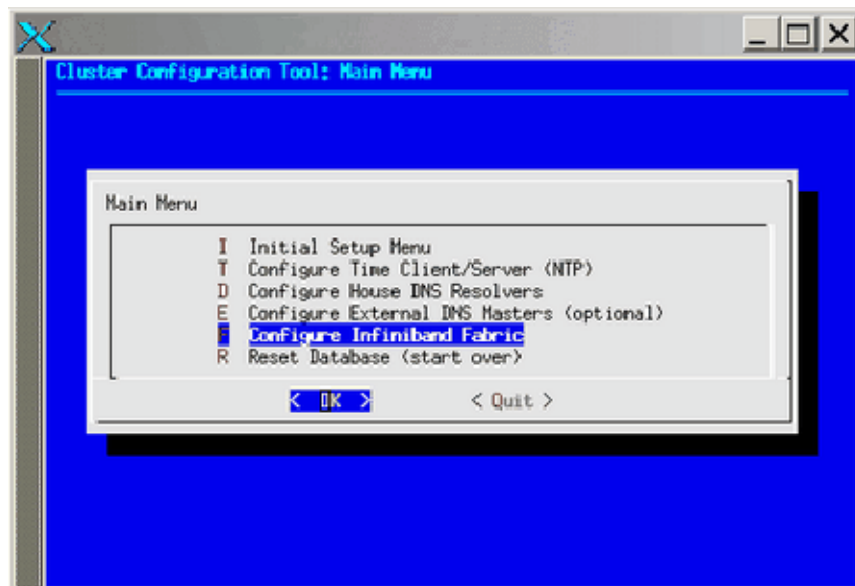 Cluster Configuration Tool: Main Menu
Main Menu
I Initial Setup Menu
T Configure Time Client/Server (NTP)
D Configure House DNS Resolvers
E Configure External DNS Masters (optional)
F Configure Infiniband Fabric
R Reset Database (start over)
< OK > < Quit >